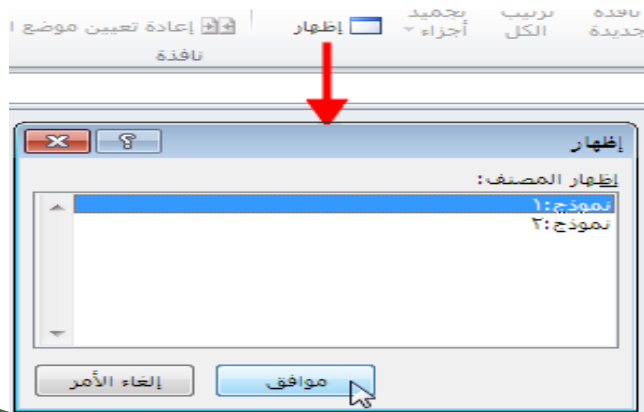 نافذة جديدة
ترتيب الكل
تجميد أجزاء
إظهار
إعادة تعيين موضع ا
نافذة
إظهار
إظهار المصنف:
نموذج:١
نموذج:٢
موافق
إلغاء الأمر